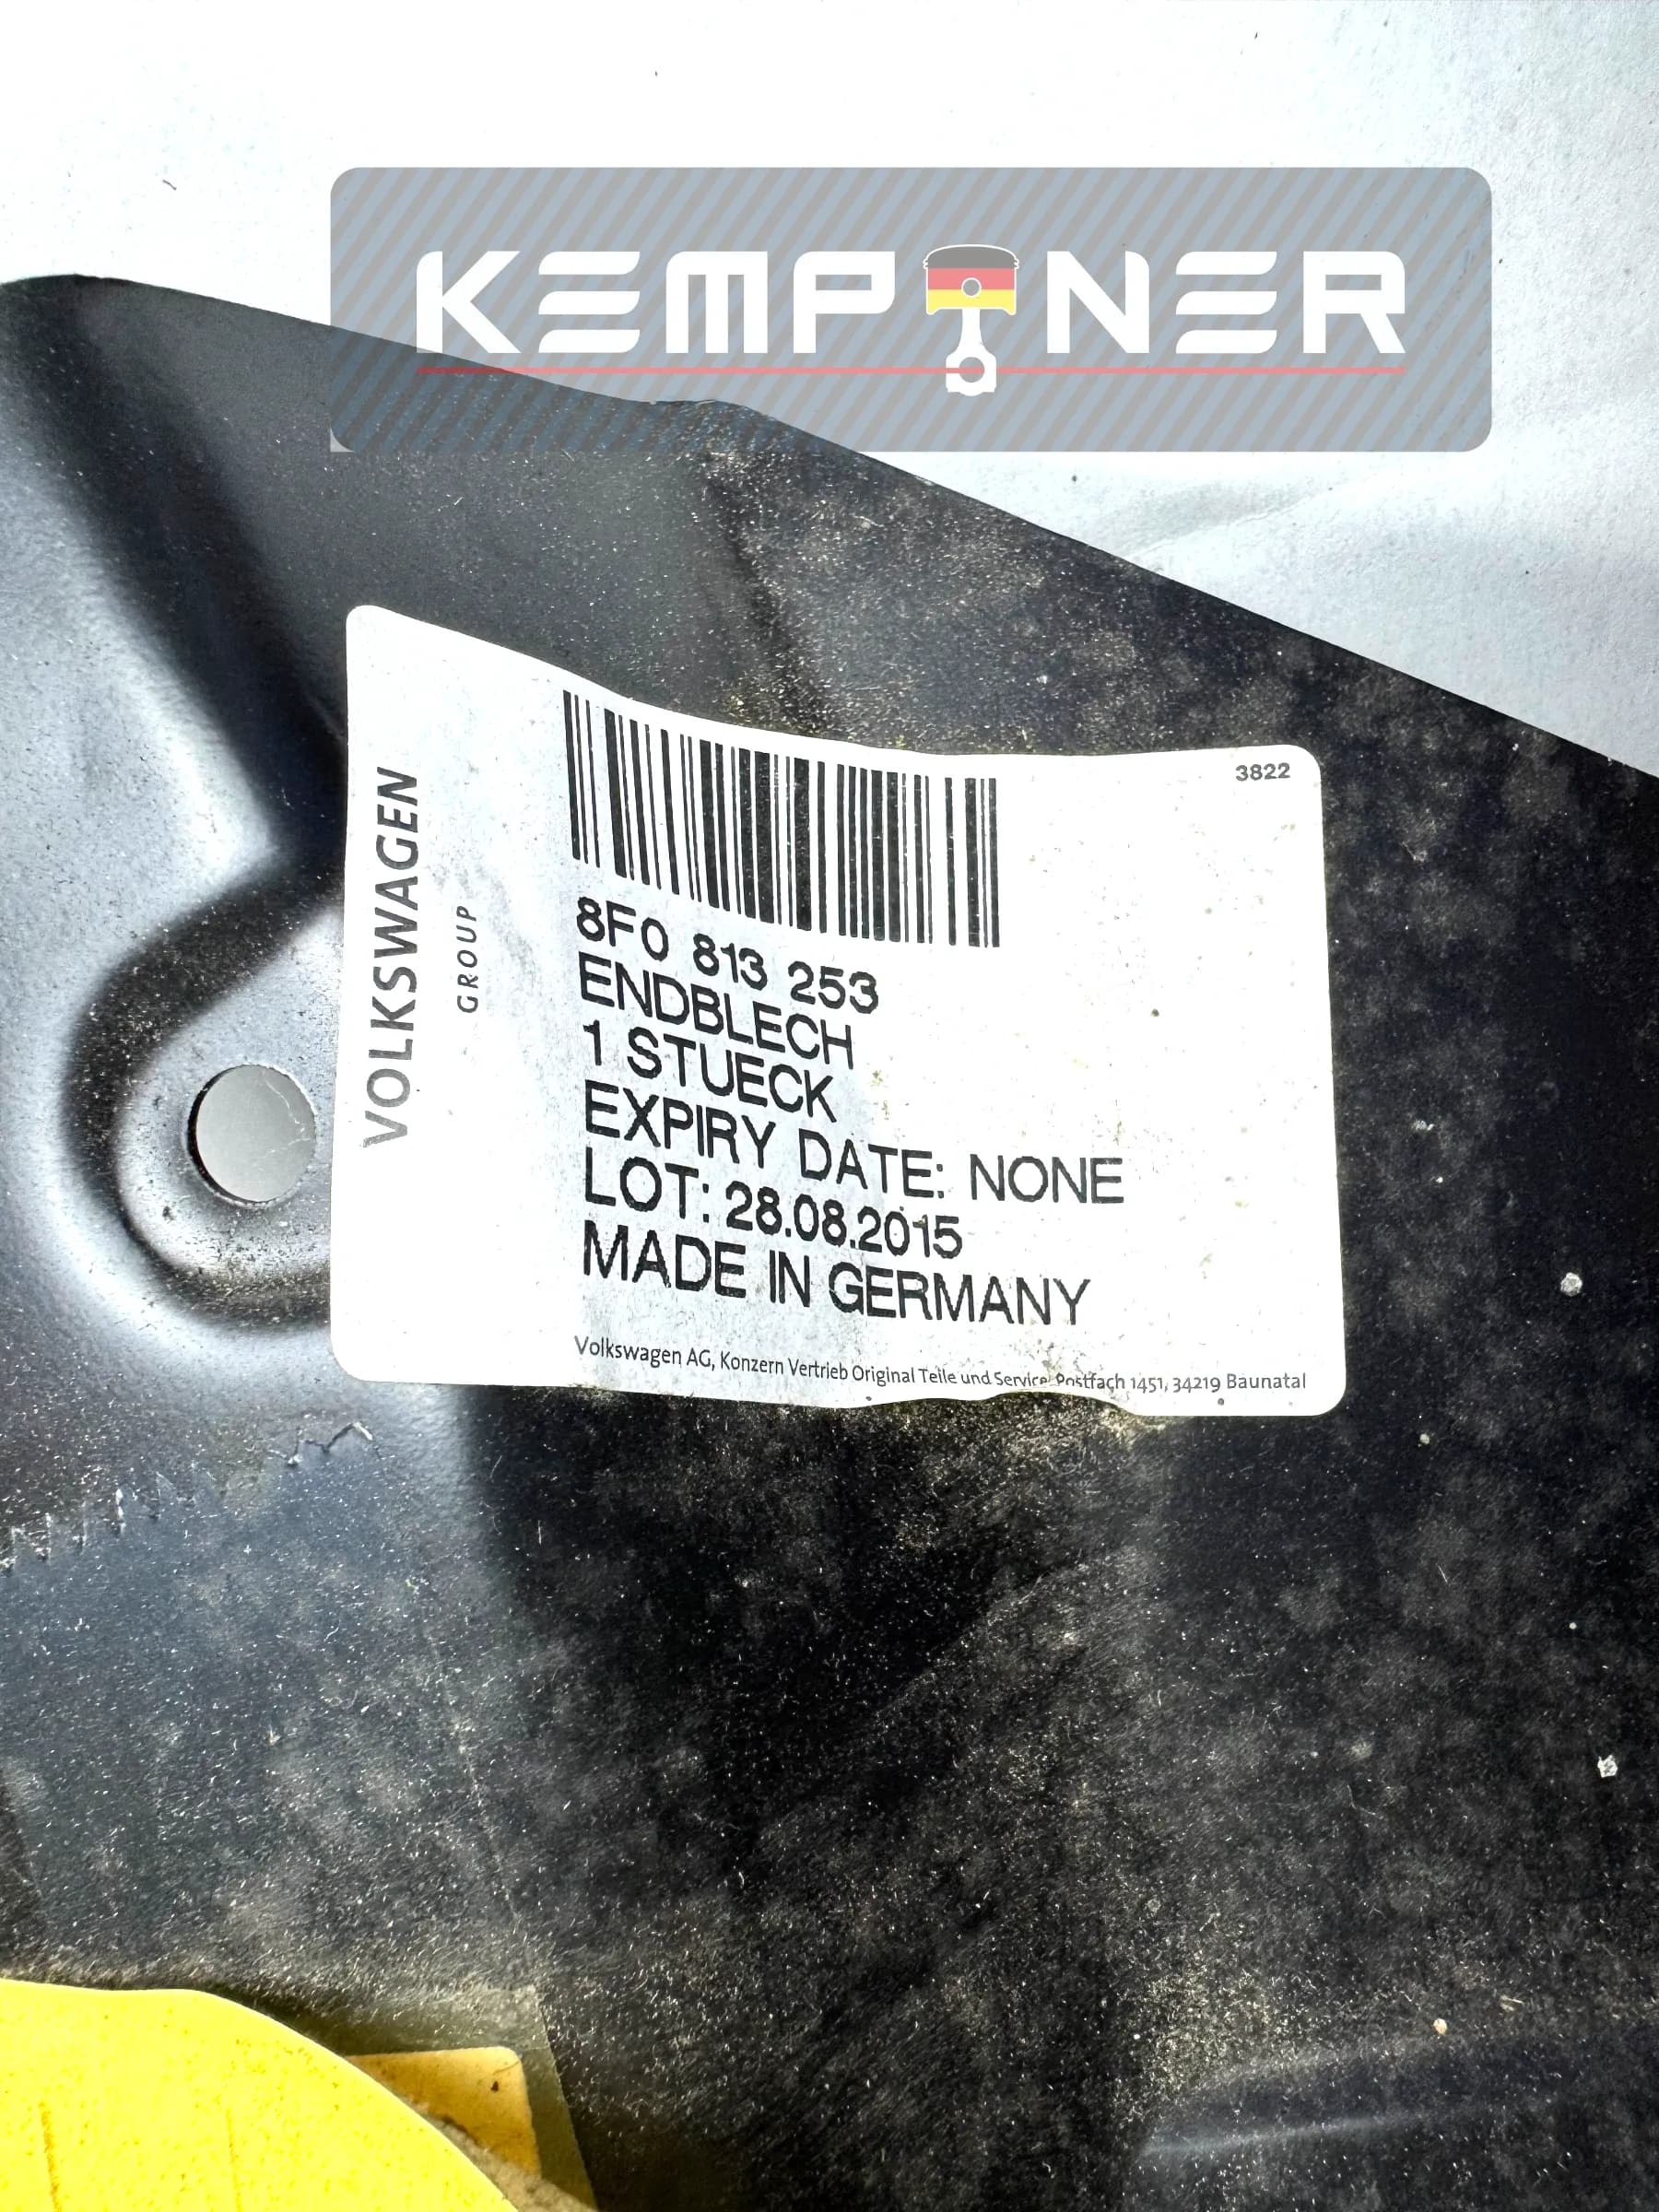 KEMPTNER
3822
VOLKSWAGEN
GROUP
8F0 813 253
ENDBLECH
1 STUECK
EXPIRY DATE: NONE
LOT: 28.08.2015
MADE IN GERMANY
Volkswagen AG, Konzern Vertrieb Original Teile und Service, Postfach 1451, 34219 Baunatal